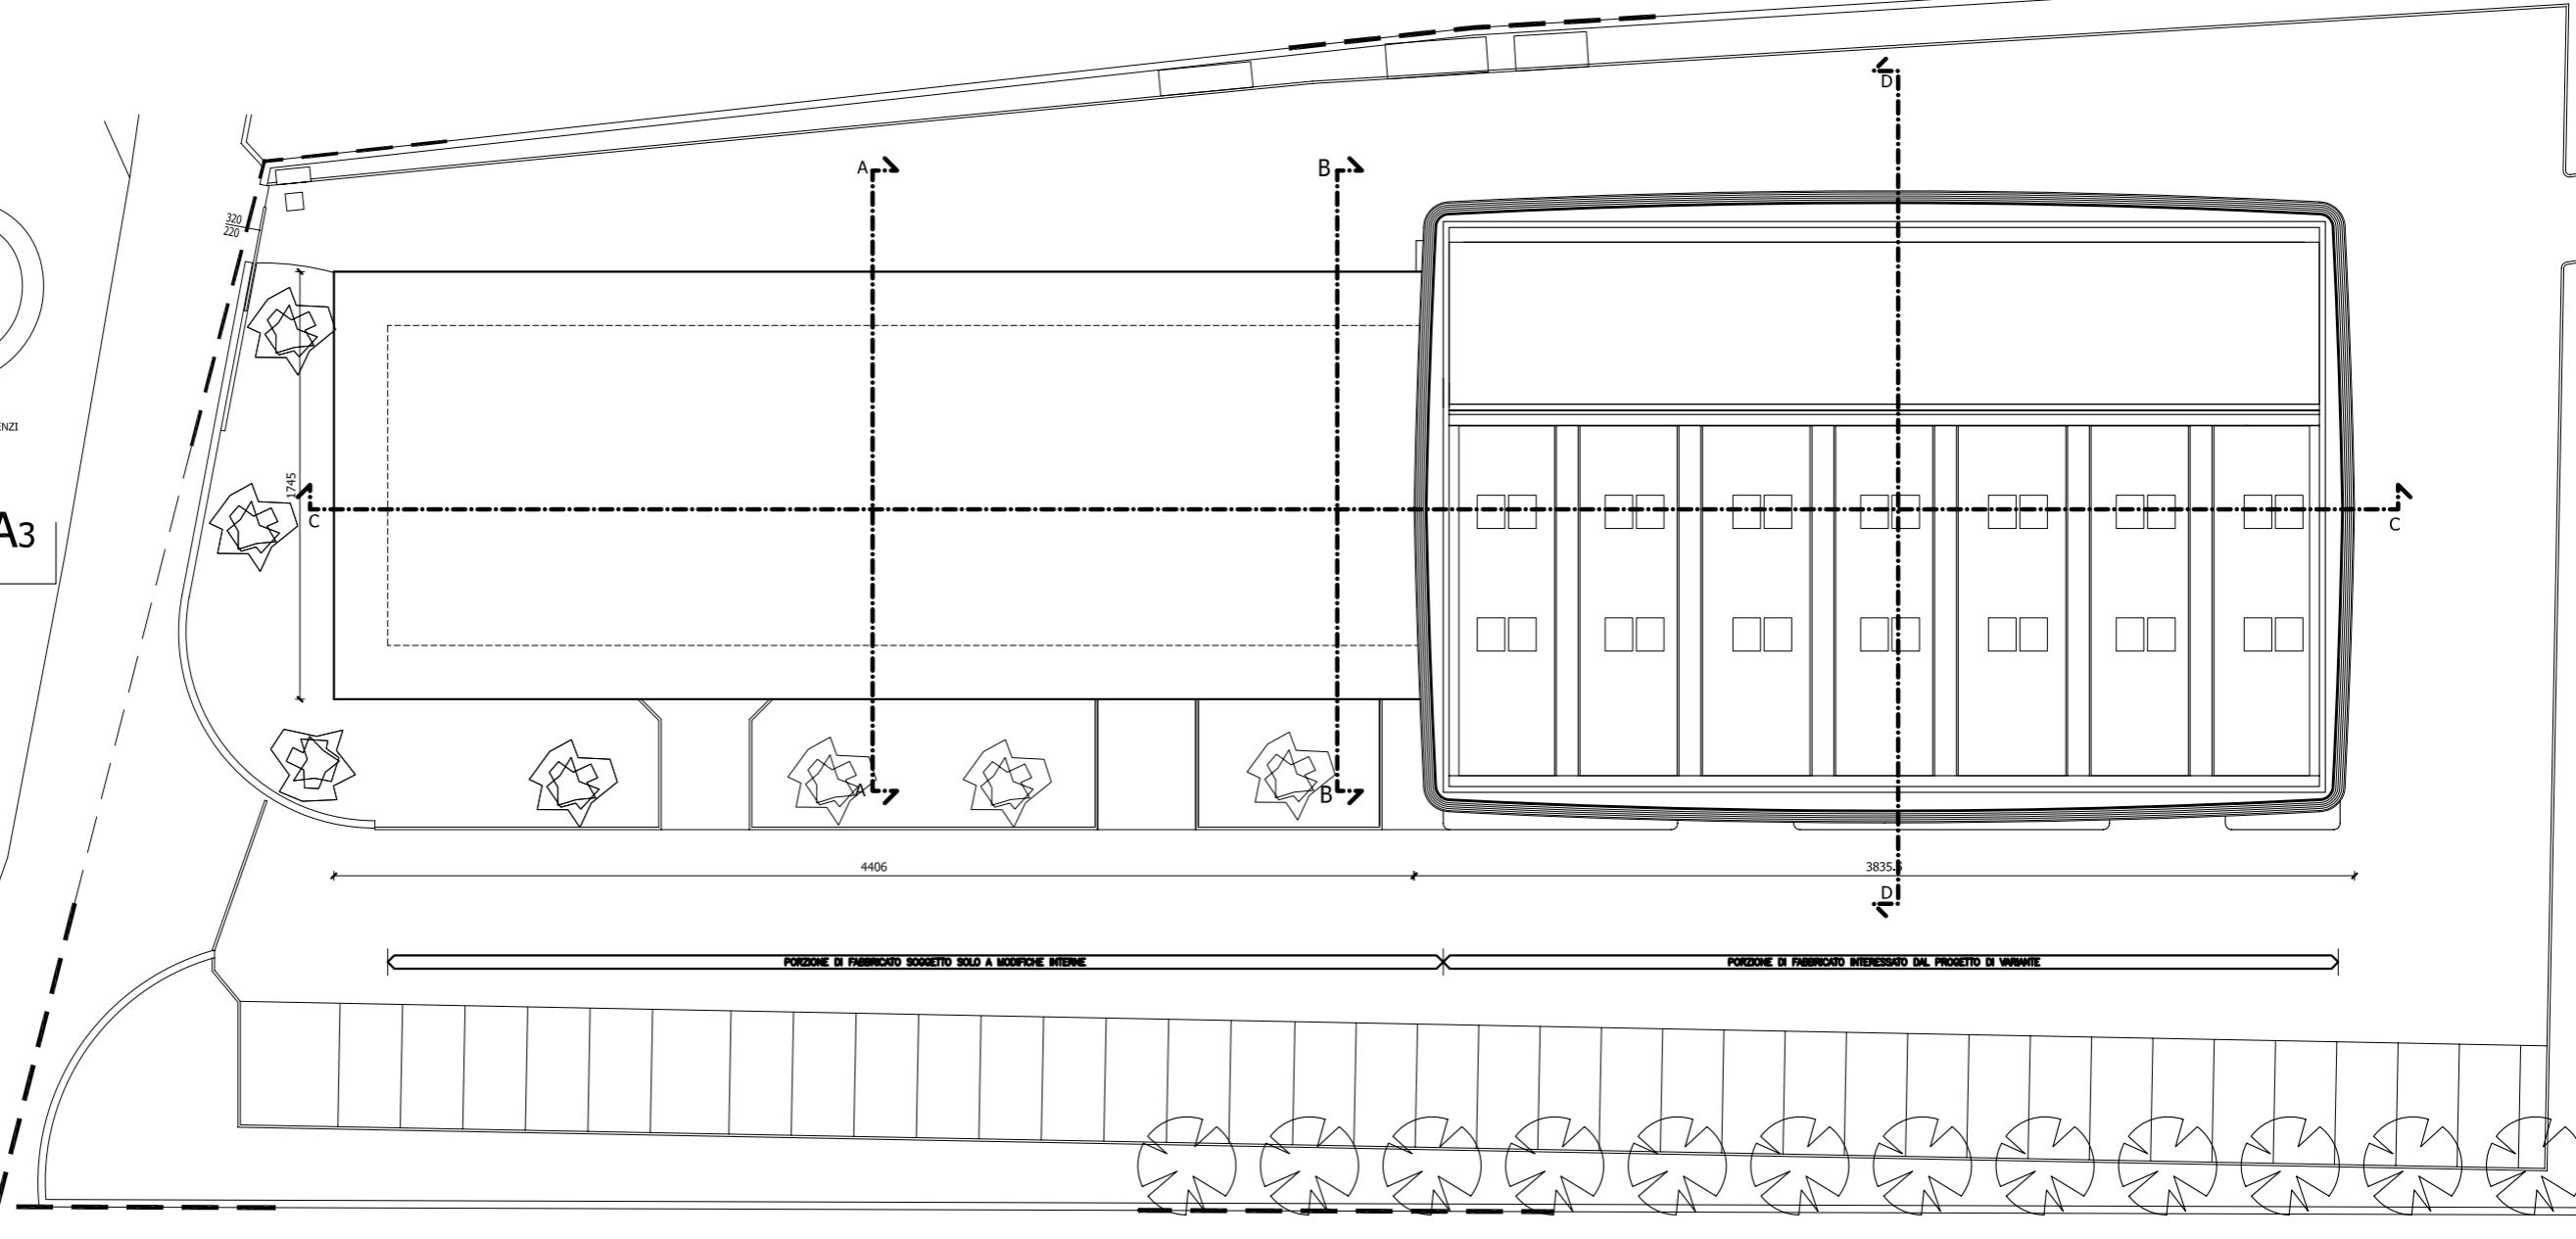 D
A
B
320
220
ENZI
1745
A3
C
C
A
B
4406
3835.
D
PORZIONE DI FABBRICATO SOGGETTO SOLO A MODIFICHE INTERNE
PORZIONE DI FABBRICATO INTERESSATO DAL PROGETTO DI VARIANTE